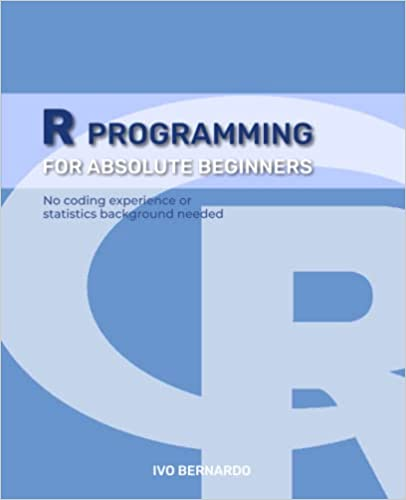 R PROGRAMMING
FOR ABSOLUTE BEGINNERS
No coding experience or
statistics background needed
R
IVO BERNARDO